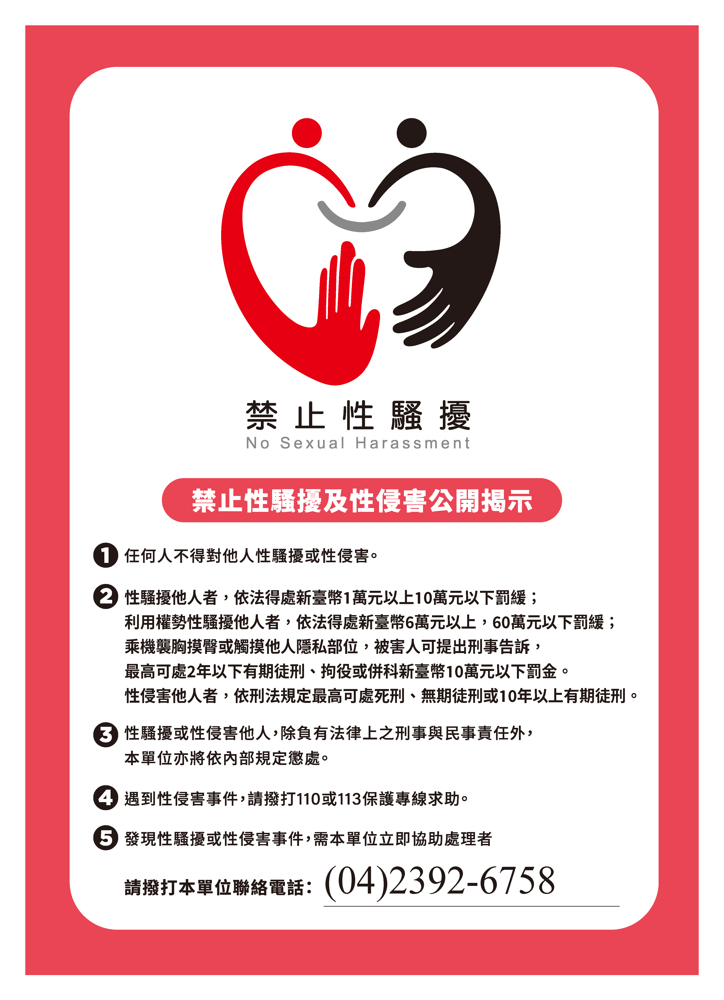 禁止性騷擾
No Sexual Harassment
禁止性騷擾及性侵害公開揭示
1 任何人不得對他人性騷擾或性侵害。
2 性騷擾他人者，依法得處新臺幣1萬元以上10萬元以下罰緩；
利用權勢性騷擾他人者，依法得處新臺幣6萬元以上，60萬元以下罰緩；
乘機襲胸摸臀或觸摸他人隱私部位，被害人可提出刑事告訴，
最高可處2年以下有期徒刑、拘役或併科新臺幣10萬元以下罰金。
性侵害他人者，依刑法規定最高可處死刑、無期徒刑或10年以上有期徒刑。
3 性騷擾或性侵害他人，除負有法律上之刑事與民事責任外，
本單位亦將依內部規定懲處。
4 遇到性侵害事件，請撥打110或113保護專線求助。
5 發現性騷擾或性侵害事件，需本單位立即協助處理者
請撥打本單位聯絡電話：(04)2392-6758